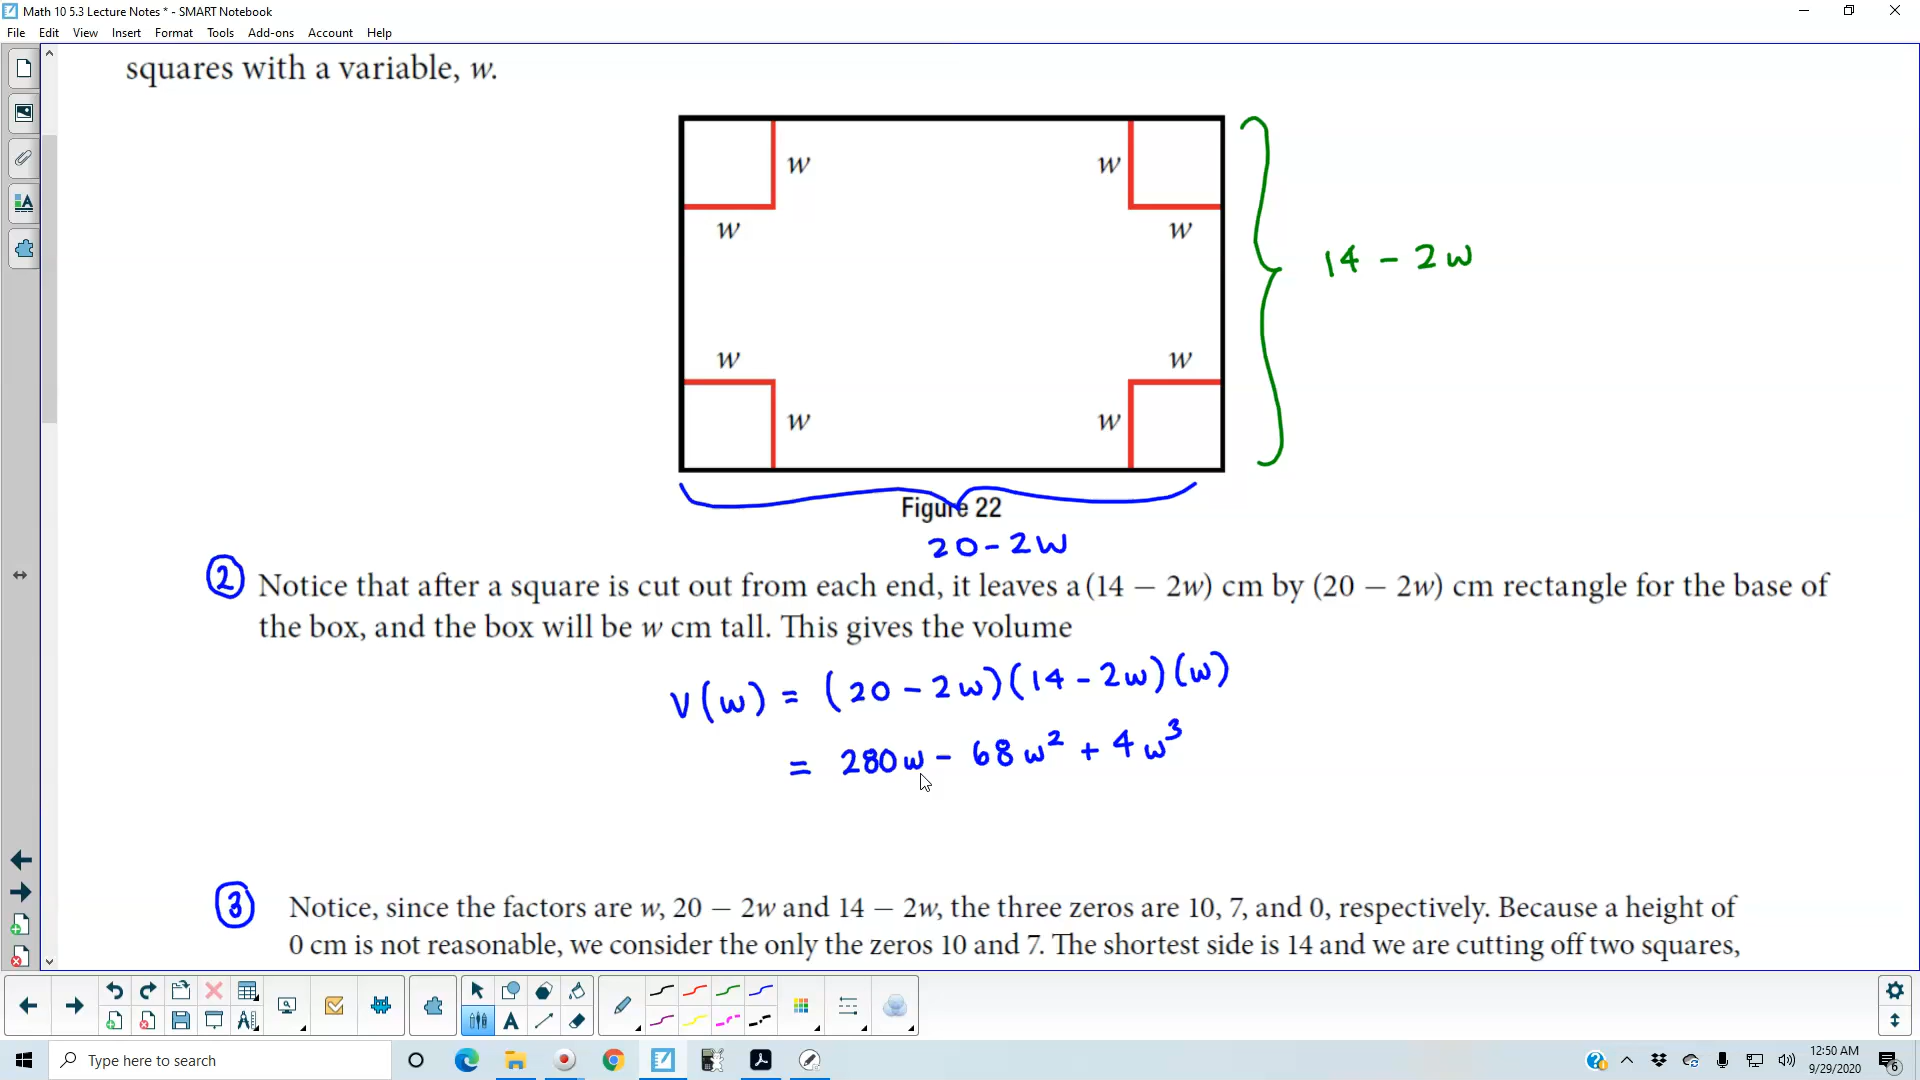 Math 10 5.3 Lecture Notes * - SMART Notebook
File Edit View Insert Format Tools Add-ons Account Help
squares with a variable, w.
w w
w w
14 - 2w
w w
w w
Figure 22
20 - 2w
② Notice that after a square is cut out from each end, it leaves a (14 − 2w) cm by (20 − 2w) cm rectangle for the base of
the box, and the box will be w cm tall. This gives the volume
V(w) = (20 - 2w)(14 - 2w)(w)
= 280w - 68w² + 4w³
③ Notice, since the factors are w, 20 − 2w and 14 − 2w, the three zeros are 10, 7, and 0, respectively. Because a height of
0 cm is not reasonable, we consider the only the zeros 10 and 7. The shortest side is 14 and we are cutting off two squares,
Type here to search
12:50 AM
9/29/2020
6